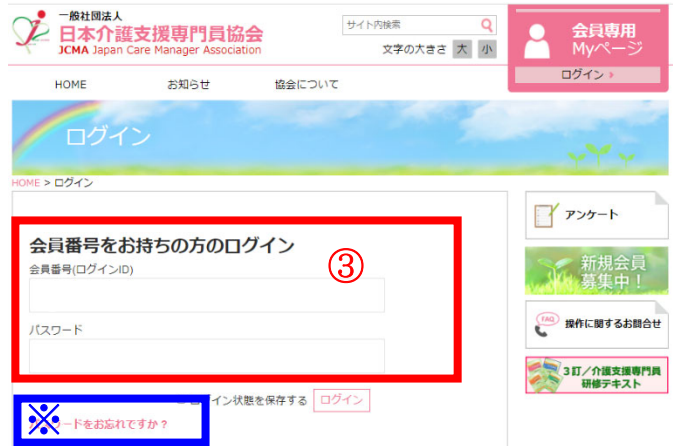 一般社団法人
日本介護支援専門員協会
JCMA Japan Care Manager Association
サイト内検索
文字の大きさ 大 小
会員専用
Myページ
ログイン
HOME お知らせ 協会について
ログイン
HOME > ログイン
会員番号をお持ちの方のログイン
③
会員番号(ログインID)
パスワード
イン状態を保存する ログイン
※
ードをお忘れですか？
アンケート
新規会員
募集中！
FAQ 操作に関するお問合せ
3訂／介護支援専門員
研修テキスト